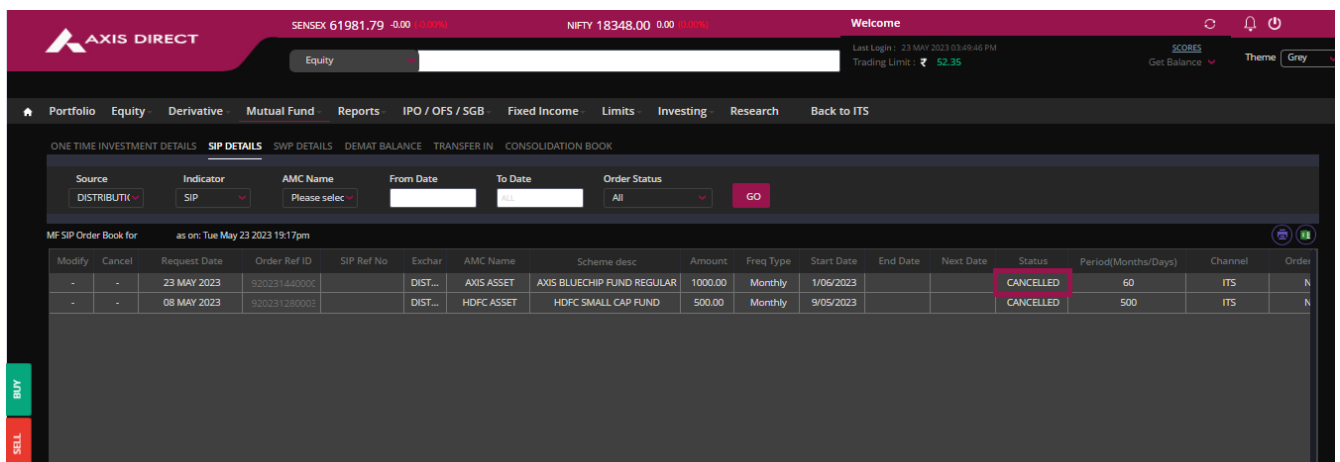 SENSEX 61981.79 -0.00 (-0.00%) NIFTY 18348.00 0.00 (0.00%) Welcome
AXIS DIRECT
Equity
Last Login : 23 MAY 2023 03:49:46 PM
Trading Limit : ₹ 52.35
SCORES
Get Balance
Theme Grey
Portfolio Equity Derivative Mutual Fund Reports IPO / OFS / SGB Fixed Income Limits Investing Research Back to ITS
ONE TIME INVESTMENT DETAILS SIP DETAILS SWP DETAILS DEMAT BALANCE TRANSFER IN CONSOLIDATION BOOK
Source Indicator AMC Name From Date To Date Order Status
DISTRIBUTI( SIP Please selec ALL All GO
MF SIP Order Book for as on: Tue May 23 2023 19:17pm
Modify Cancel Request Date Order Ref ID SIP Ref No Exchar AMC Name Scheme desc Amount Freq Type Start Date End Date Next Date Status Period(Months/Days) Channel Order
- - 23 MAY 2023 92023144000( DIST... AXIS ASSET AXIS BLUECHIP FUND REGULAR 1000.00 Monthly 1/06/2023 CANCELLED 60 ITS N
- - 08 MAY 2023 920231280003 DIST... HDFC ASSET HDFC SMALL CAP FUND 500.00 Monthly 9/05/2023 CANCELLED 500 ITS N
BUY
SELL